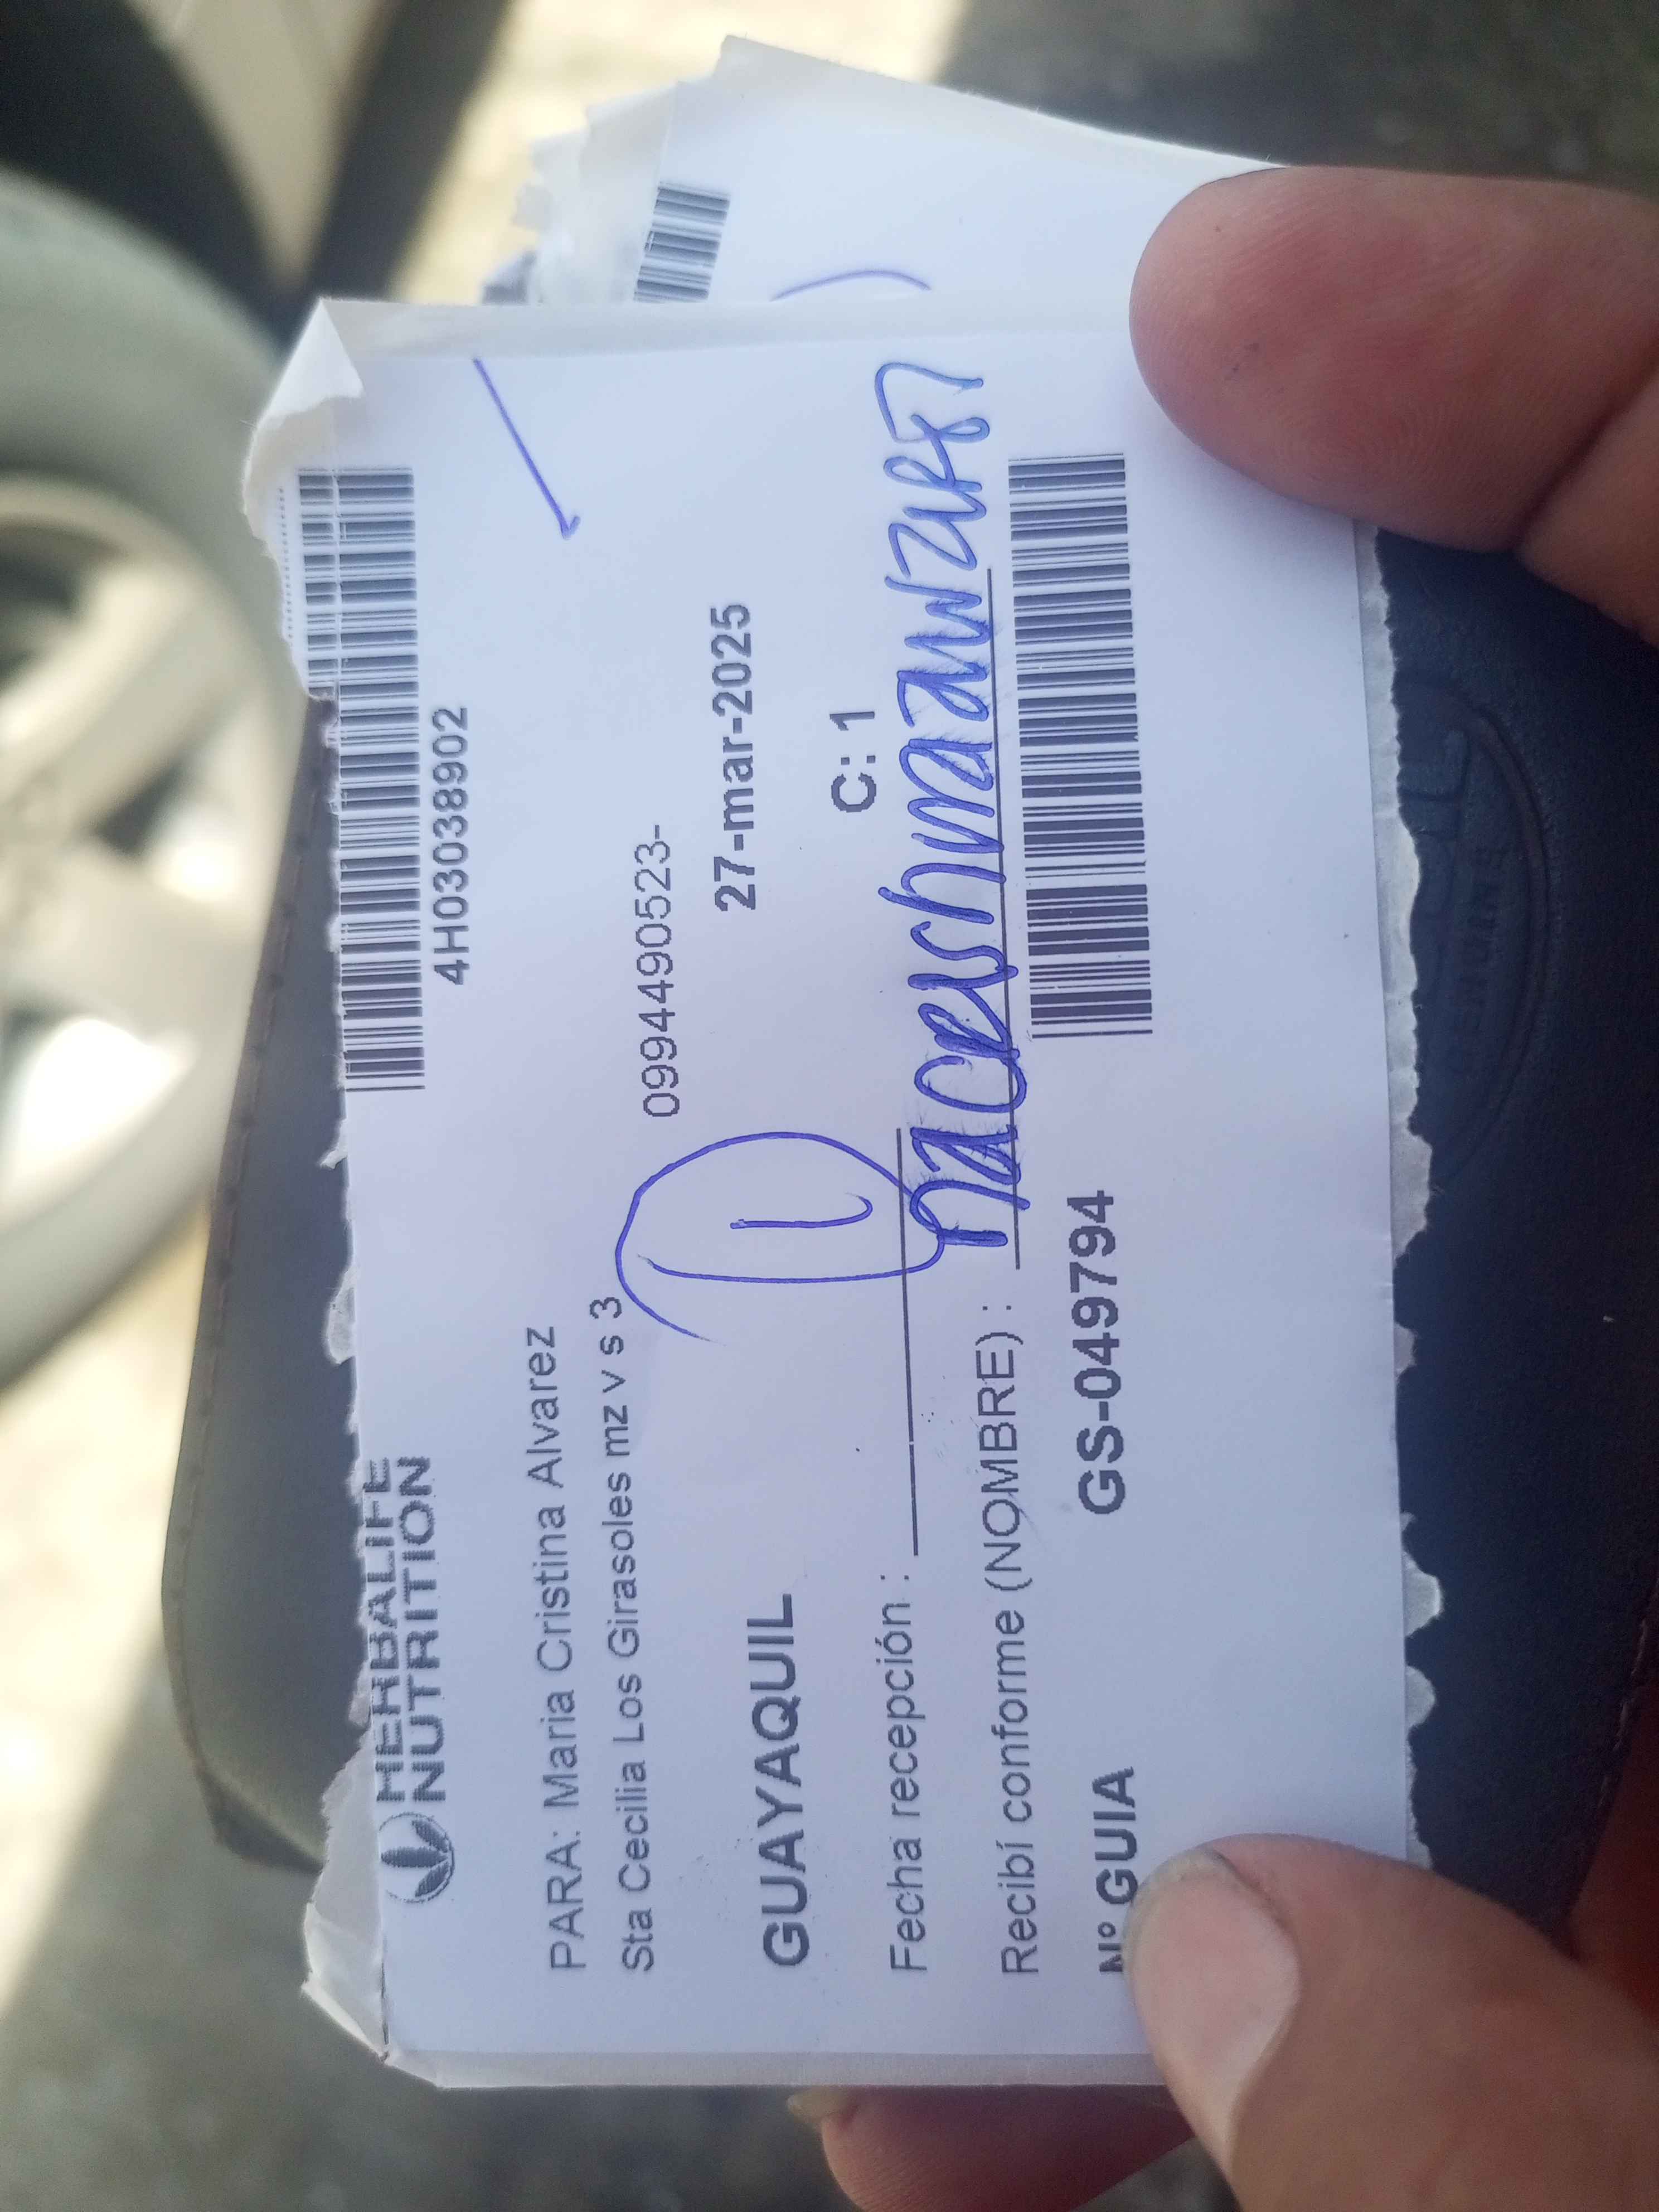 HERBALIFE
NUTRITION
4H03038902
PARA: Maria Cristina Alvarez
Sta Cecilia Los Girasoles mz v s 3
0994490523-
27-mar-2025
GUAYAQUIL
C: 1
Fecha recepción :
Recibí conforme (NOMBRE) :
Nº GUIA GS-049794